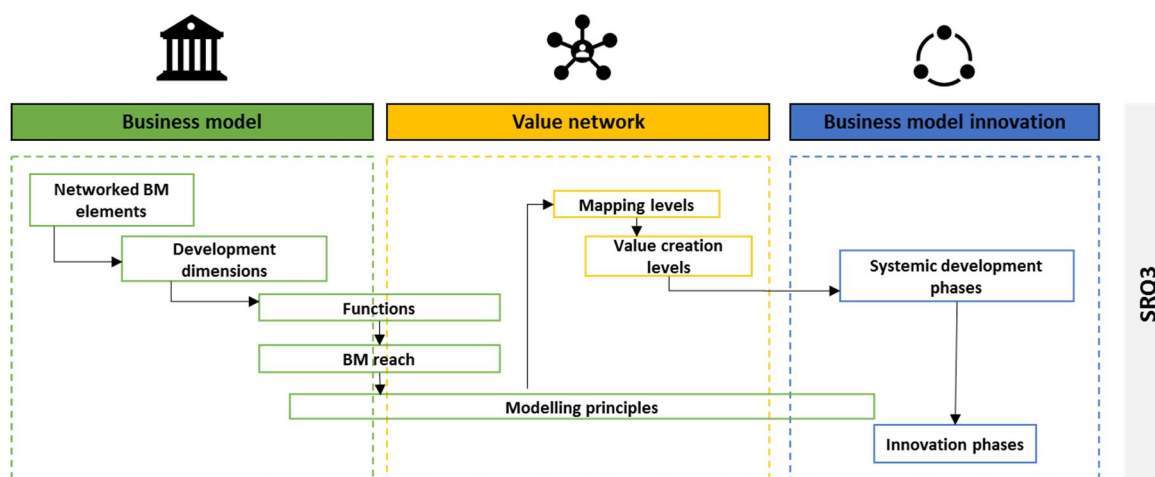 Business model
Value network
Business model innovation
Networked BM
elements
Development
dimensions
Functions
BM reach
Modelling principles
Mapping levels
Value creation
levels
Systemic development
phases
Innovation phases
SRQ3